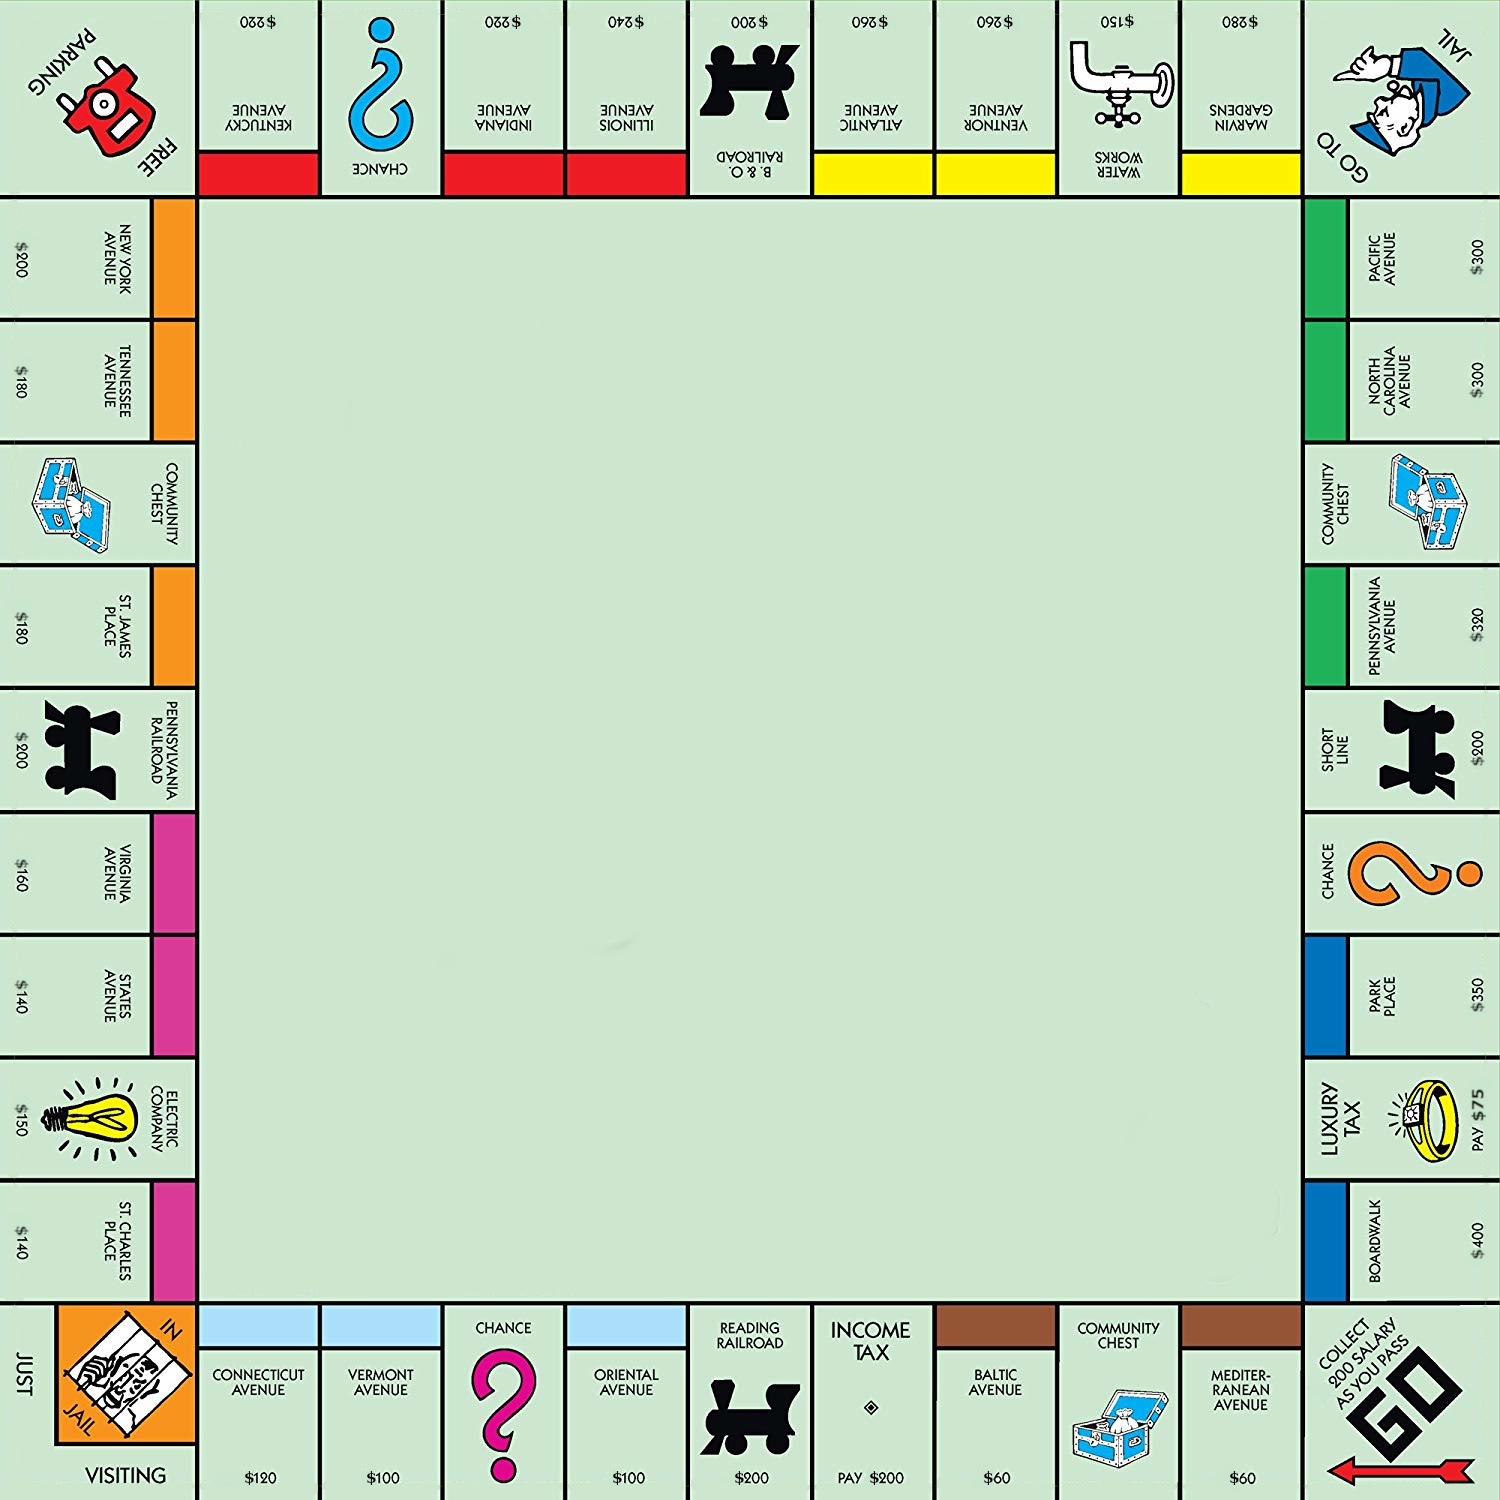 COLLECT
200 SALARY
AS YOU PASS
GO
MEDITER-
RANEAN
AVENUE
$60
COMMUNITY
CHEST
BALTIC
AVENUE
$60
INCOME
TAX
PAY $200
READING
RAILROAD
$200
ORIENTAL
AVENUE
$100
CHANCE
VERMONT
AVENUE
$100
CONNECTICUT
AVENUE
$120
IN
JAIL
JUST
VISITING
ST. CHARLES
PLACE
$140
ELECTRIC
COMPANY
$150
STATES
AVENUE
$140
VIRGINIA
AVENUE
$160
PENNSYLVANIA
RAILROAD
$200
ST. JAMES
PLACE
$180
COMMUNITY
CHEST
TENNESSEE
AVENUE
$180
NEW YORK
AVENUE
$200
FREE
PARKING
KENTUCKY
AVENUE
$220
CHANCE
INDIANA
AVENUE
$220
ILLINOIS
AVENUE
$240
B. & O.
RAILROAD
$200
ATLANTIC
AVENUE
$260
VENTNOR
AVENUE
$260
WATER
WORKS
$150
MARVIN
GARDENS
$280
GO TO
JAIL
PACIFIC
AVENUE
$300
NORTH
CAROLINA
AVENUE
$300
COMMUNITY
CHEST
PENNSYLVANIA
AVENUE
$320
SHORT
LINE
$200
CHANCE
PARK
PLACE
$350
LUXURY
TAX
PAY $75
BOARDWALK
$400